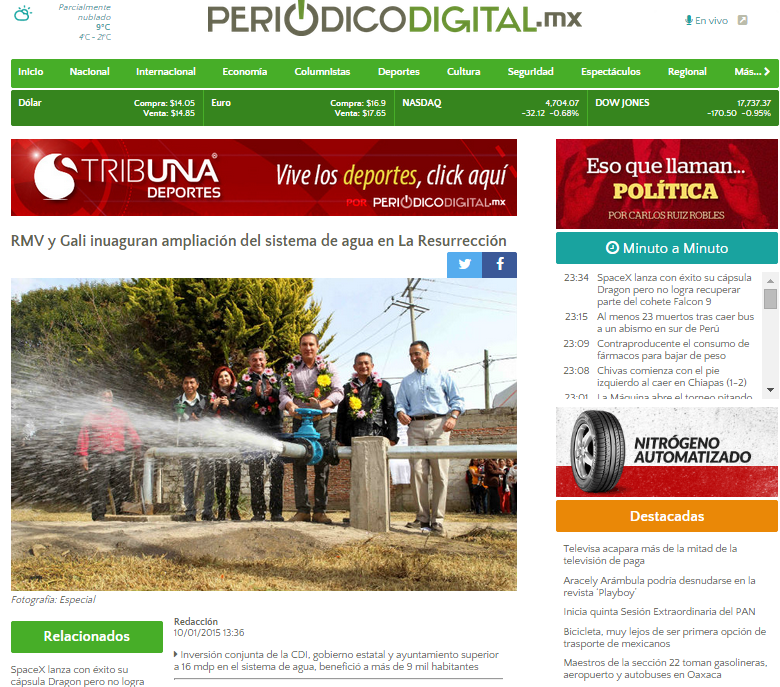 Parcialmente
nublado
9°C
4°C – 21°C
PERIÓDICODIGITAL.mx
En vivo
Inicio Nacional Internacional Economía Columnistas Deportes Cultura Seguridad Espectáculos Regional Más...
Dólar Compra: $14.05
Venta: $14.85
Euro Compra: $16.9
Venta: $17.65
NASDAQ 4,704.07
-32.12 -0.68%
DOW JONES 17,737.37
-170.50 -0.95%
TRIBUNA
DEPORTES
Vive los deportes, click aquí
POR PERIÓDICODIGITAL.mx
Eso que llaman...
POLÍTICA
POR CARLOS RUIZ ROBLES
RMV y Gali inuaguran ampliación del sistema de agua en La Resurrección
Fotografía: Especial
Relacionados
SpaceX lanza con éxito su
cápsula Dragon pero no logra
Redacción
10/01/2015 13:36
Inversión conjunta de la CDI, gobierno estatal y ayuntamiento superior
a 16 mdp en el sistema de agua, benefició a más de 9 mil habitantes
Minuto a Minuto
23:34 SpaceX lanza con éxito su cápsula
Dragon pero no logra recuperar
parte del cohete Falcon 9
23:15 Al menos 23 muertos tras caer bus
a un abismo en sur de Perú
23:09 Contraproducente el consumo de
fármacos para bajar de peso
23:08 Chivas comienza con el pie
izquierdo al caer en Chiapas (1-2)
23:01 La Máquina abre el torneo pitando
NITRÓGENO
AUTOMATIZADO
Destacadas
Televisa acapara más de la mitad de la
televisión de paga
Aracely Arámbula podría desnudarse en la
revista 'Playboy'
Inicia quinta Sesión Extraordinaria del PAN
Bicicleta, muy lejos de ser primera opción de
trasporte de mexicanos
Maestros de la sección 22 toman gasolineras,
aeropuerto y autobuses en Oaxaca